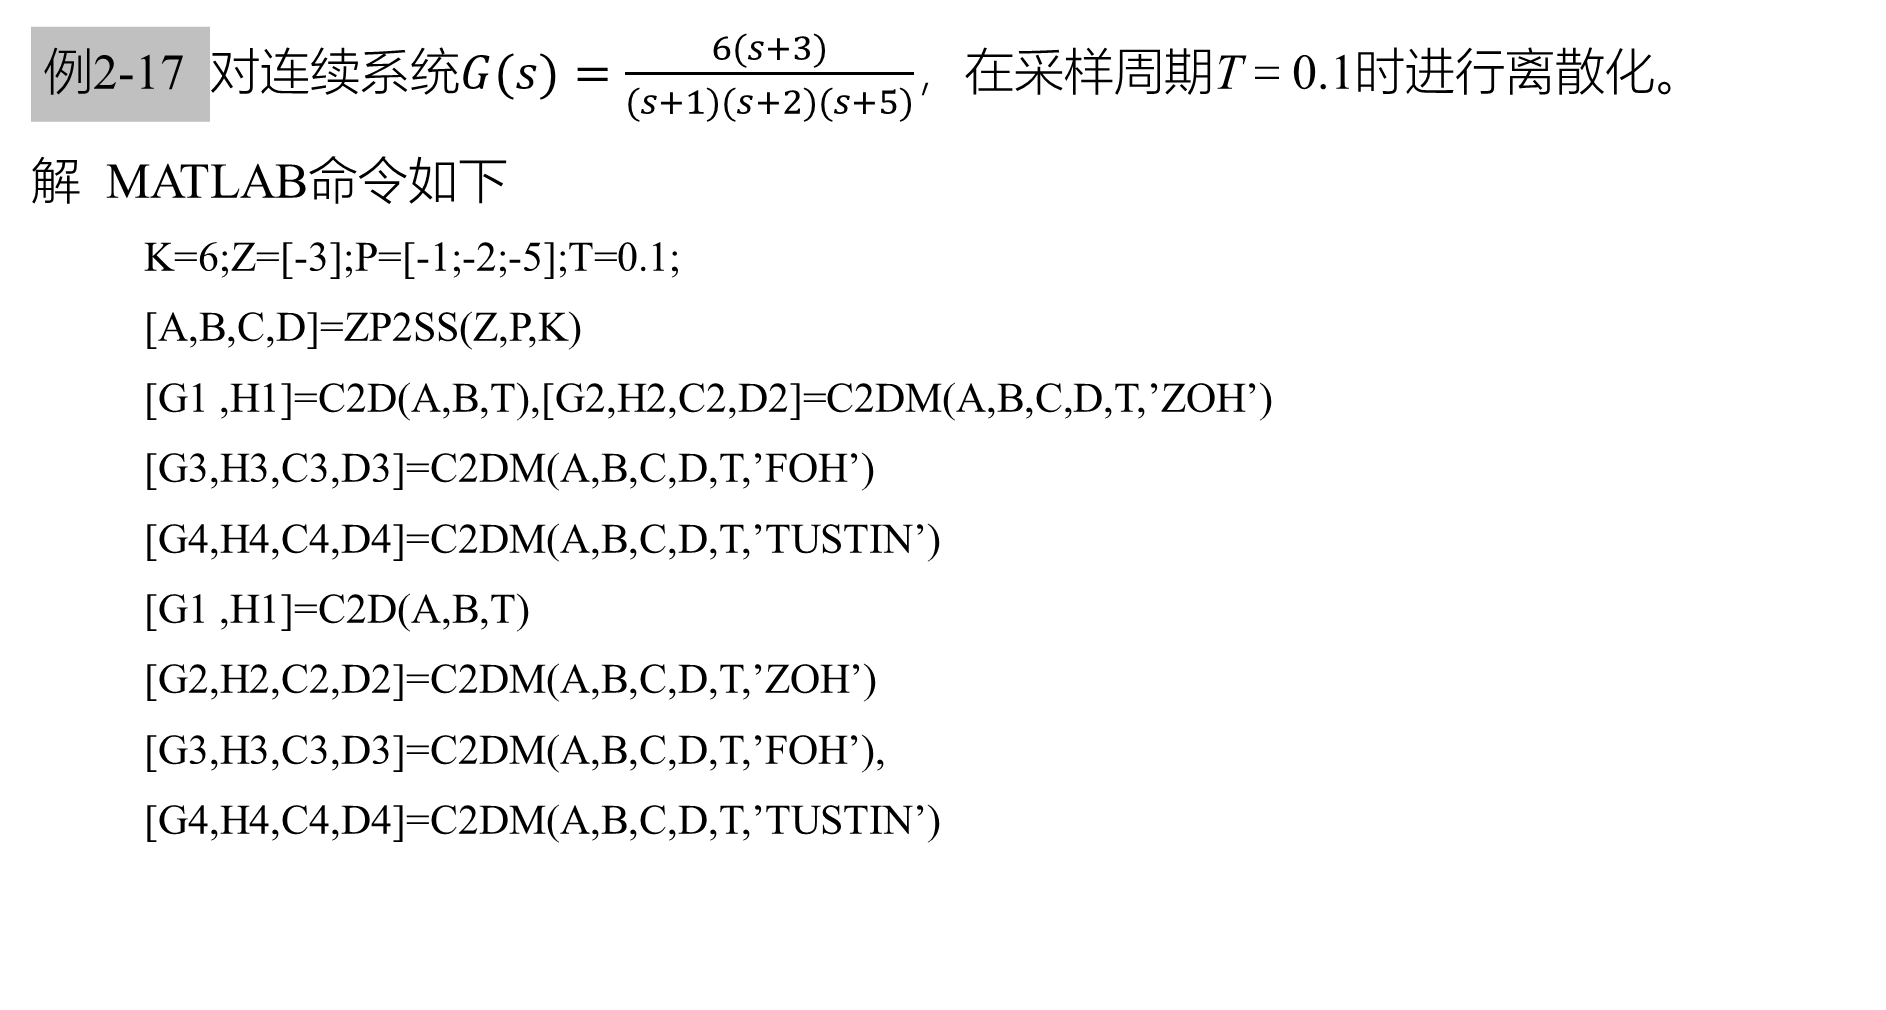 例2-17 对连续系统G(s) = 6(s+3)/(s+1)(s+2)(s+5), 在采样周期T = 0.1时进行离散化。
解 MATLAB命令如下
K=6;Z=[-3];P=[-1;-2;-5];T=0.1;
[A,B,C,D]=ZP2SS(Z,P,K)
[G1 ,H1]=C2D(A,B,T),[G2,H2,C2,D2]=C2DM(A,B,C,D,T,’ZOH’)
[G3,H3,C3,D3]=C2DM(A,B,C,D,T,’FOH’)
[G4,H4,C4,D4]=C2DM(A,B,C,D,T,’TUSTIN’)
[G1 ,H1]=C2D(A,B,T)
[G2,H2,C2,D2]=C2DM(A,B,C,D,T,’ZOH’)
[G3,H3,C3,D3]=C2DM(A,B,C,D,T,’FOH’),
[G4,H4,C4,D4]=C2DM(A,B,C,D,T,’TUSTIN’)